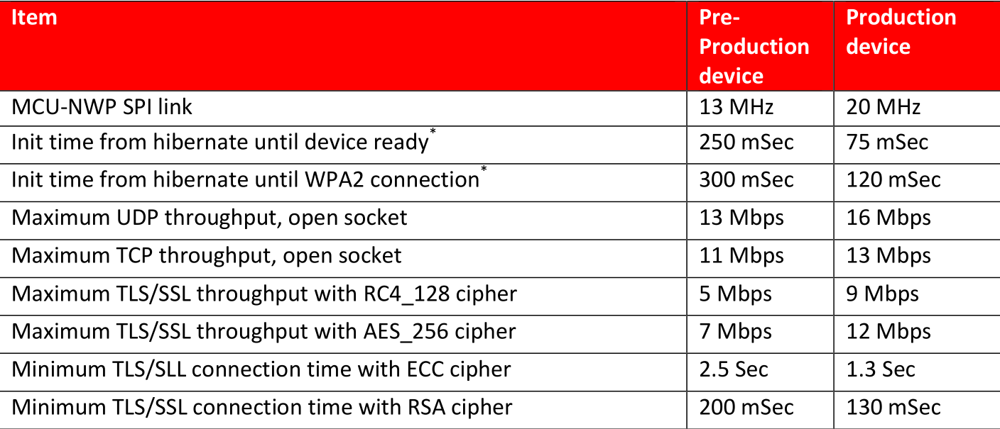 Item Pre- Production
Production device
device
MCU-NWP SPI link 13 MHz 20 MHz
Init time from hibernate until device ready* 250 mSec 75 mSec
Init time from hibernate until WPA2 connection* 300 mSec 120 mSec
Maximum UDP throughput, open socket 13 Mbps 16 Mbps
Maximum TCP throughput, open socket 11 Mbps 13 Mbps
Maximum TLS/SSL throughput with RC4_128 cipher 5 Mbps 9 Mbps
Maximum TLS/SSL throughput with AES_256 cipher 7 Mbps 12 Mbps
Minimum TLS/SLL connection time with ECC cipher 2.5 Sec 1.3 Sec
Minimum TLS/SSL connection time with RSA cipher 200 mSec 130 mSec